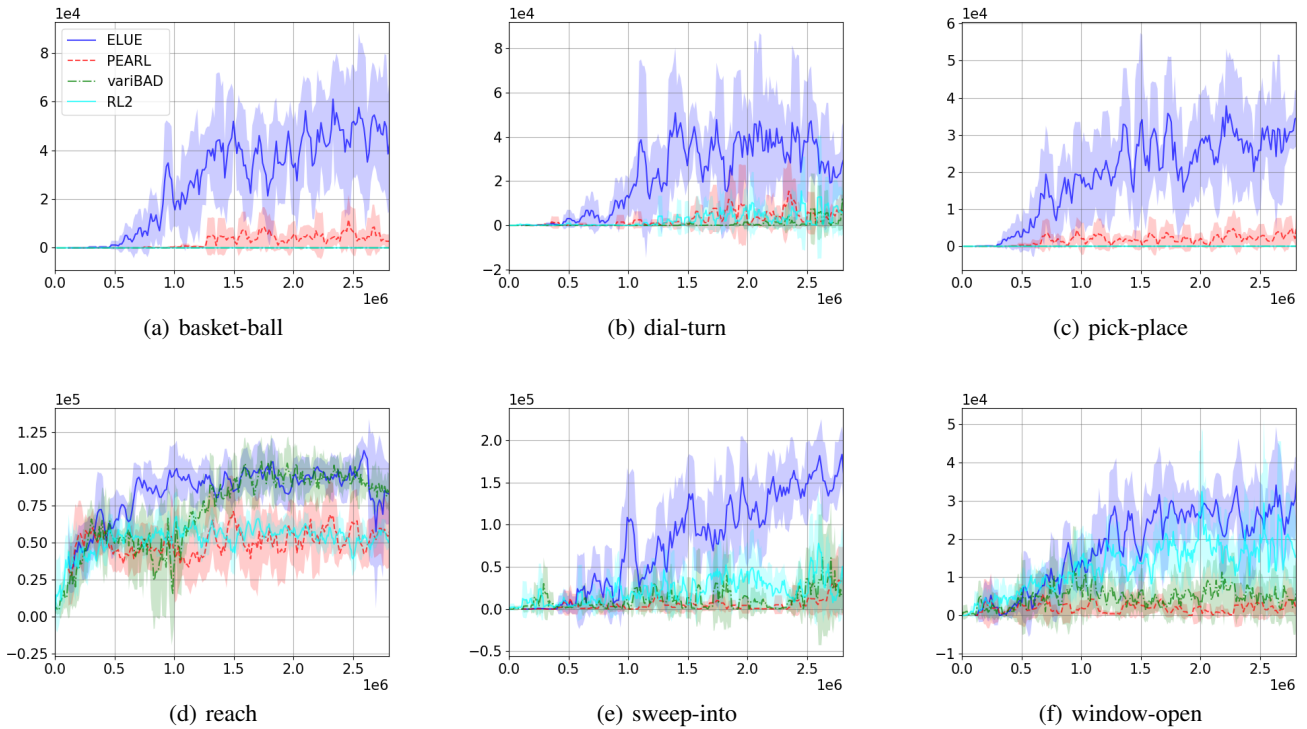 1e4
8
6
4
2
0
ELUE
PEARL
variBAD
RL2
0.0 0.5 1.0 1.5 2.0 2.5
1e6
(a) basket-ball
1e4
8
6
4
2
0
−2
0.0 0.5 1.0 1.5 2.0 2.5
1e6
(b) dial-turn
1e4
6
5
4
3
2
1
0
0.0 0.5 1.0 1.5 2.0 2.5
1e6
(c) pick-place
1e5
1.25
1.00
0.75
0.50
0.25
0.00
−0.25
0.0 0.5 1.0 1.5 2.0 2.5
1e6
(d) reach
1e5
2.0
1.5
1.0
0.5
0.0
−0.5
0.0 0.5 1.0 1.5 2.0 2.5
1e6
(e) sweep-into
1e4
5
4
3
2
1
0
−1
0.0 0.5 1.0 1.5 2.0 2.5
1e6
(f) window-open